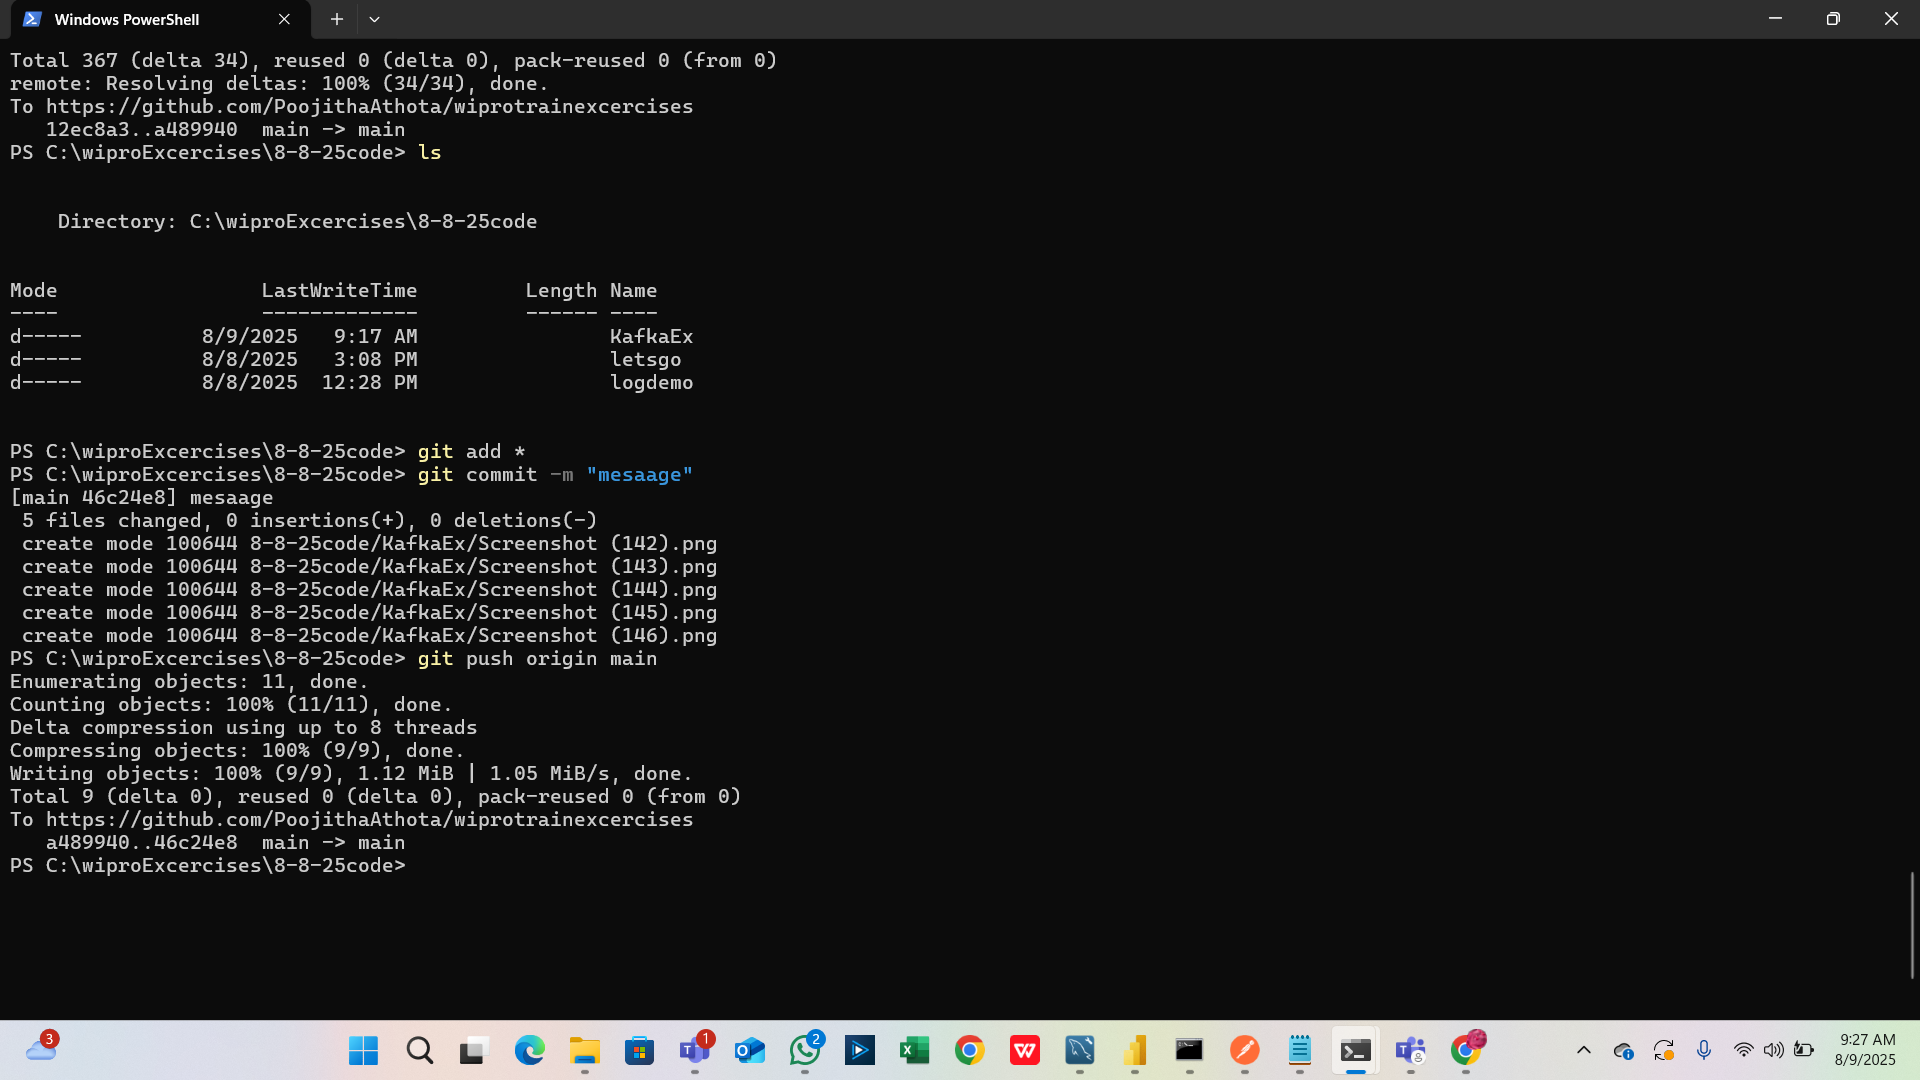 Windows PowerShell
Total 367 (delta 34), reused 0 (delta 0), pack-reused 0 (from 0)
remote: Resolving deltas: 100% (34/34), done.
To https://github.com/PoojithaAthota/wiprotrainexcercises
   12ec8a3..a489940  main -> main
PS C:\wiproExcercises\8-8-25code> ls
    Directory: C:\wiproExcercises\8-8-25code
Mode                 LastWriteTime         Length Name
----                 -------------         ------ ----
d-----          8/9/2025   9:17 AM                KafkaEx
d-----          8/8/2025   3:08 PM                letsgo
d-----          8/8/2025  12:28 PM                logdemo
PS C:\wiproExcercises\8-8-25code> git add *
PS C:\wiproExcercises\8-8-25code> git commit -m "mesaage"
[main 46c24e8] mesaage
 5 files changed, 0 insertions(+), 0 deletions(-)
 create mode 100644 8-8-25code/KafkaEx/Screenshot (142).png
 create mode 100644 8-8-25code/KafkaEx/Screenshot (143).png
 create mode 100644 8-8-25code/KafkaEx/Screenshot (144).png
 create mode 100644 8-8-25code/KafkaEx/Screenshot (145).png
 create mode 100644 8-8-25code/KafkaEx/Screenshot (146).png
PS C:\wiproExcercises\8-8-25code> git push origin main
Enumerating objects: 11, done.
Counting objects: 100% (11/11), done.
Delta compression using up to 8 threads
Compressing objects: 100% (9/9), done.
Writing objects: 100% (9/9), 1.12 MiB | 1.05 MiB/s, done.
Total 9 (delta 0), reused 0 (delta 0), pack-reused 0 (from 0)
To https://github.com/PoojithaAthota/wiprotrainexcercises
   a489940..46c24e8  main -> main
PS C:\wiproExcercises\8-8-25code>
3
1
2
9:27 AM
8/9/2025